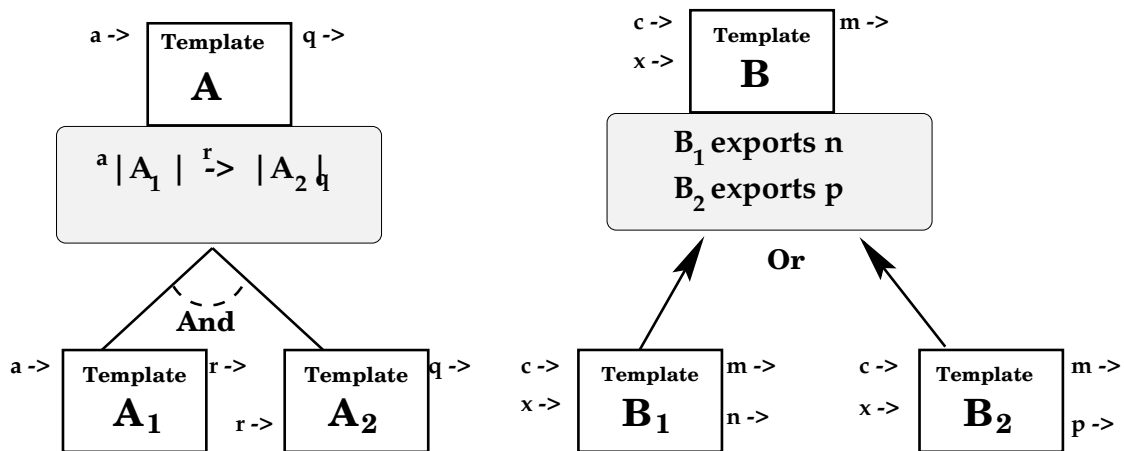 a -> Template q ->
A
a | A1 | r -> | A2 | q
And
a -> Template r -> Template q ->
A1 r -> A2
c -> Template m ->
x -> B
B1 exports n
B2 exports p
Or
c -> Template m -> c -> Template m ->
x -> B1 n -> x -> B2 p ->